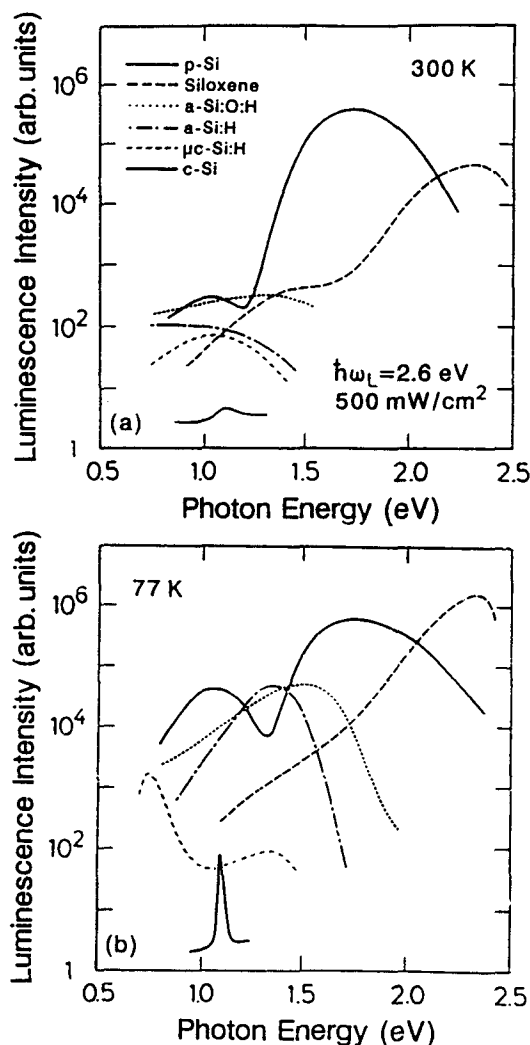 Luminescence Intensity (arb. units)
10⁶
10⁴
10²
1
p-Si
Siloxene
a-Si:O:H
a-Si:H
μc-Si:H
c-Si
300 K
ħω_L=2.6 eV
500 mW/cm²
(a)
0.5 1.0 1.5 2.0 2.5
Photon Energy (eV)
Luminescence Intensity (arb. units)
10⁶
10⁴
10²
1
77 K
(b)
0.5 1.0 1.5 2.0 2.5
Photon Energy (eV)